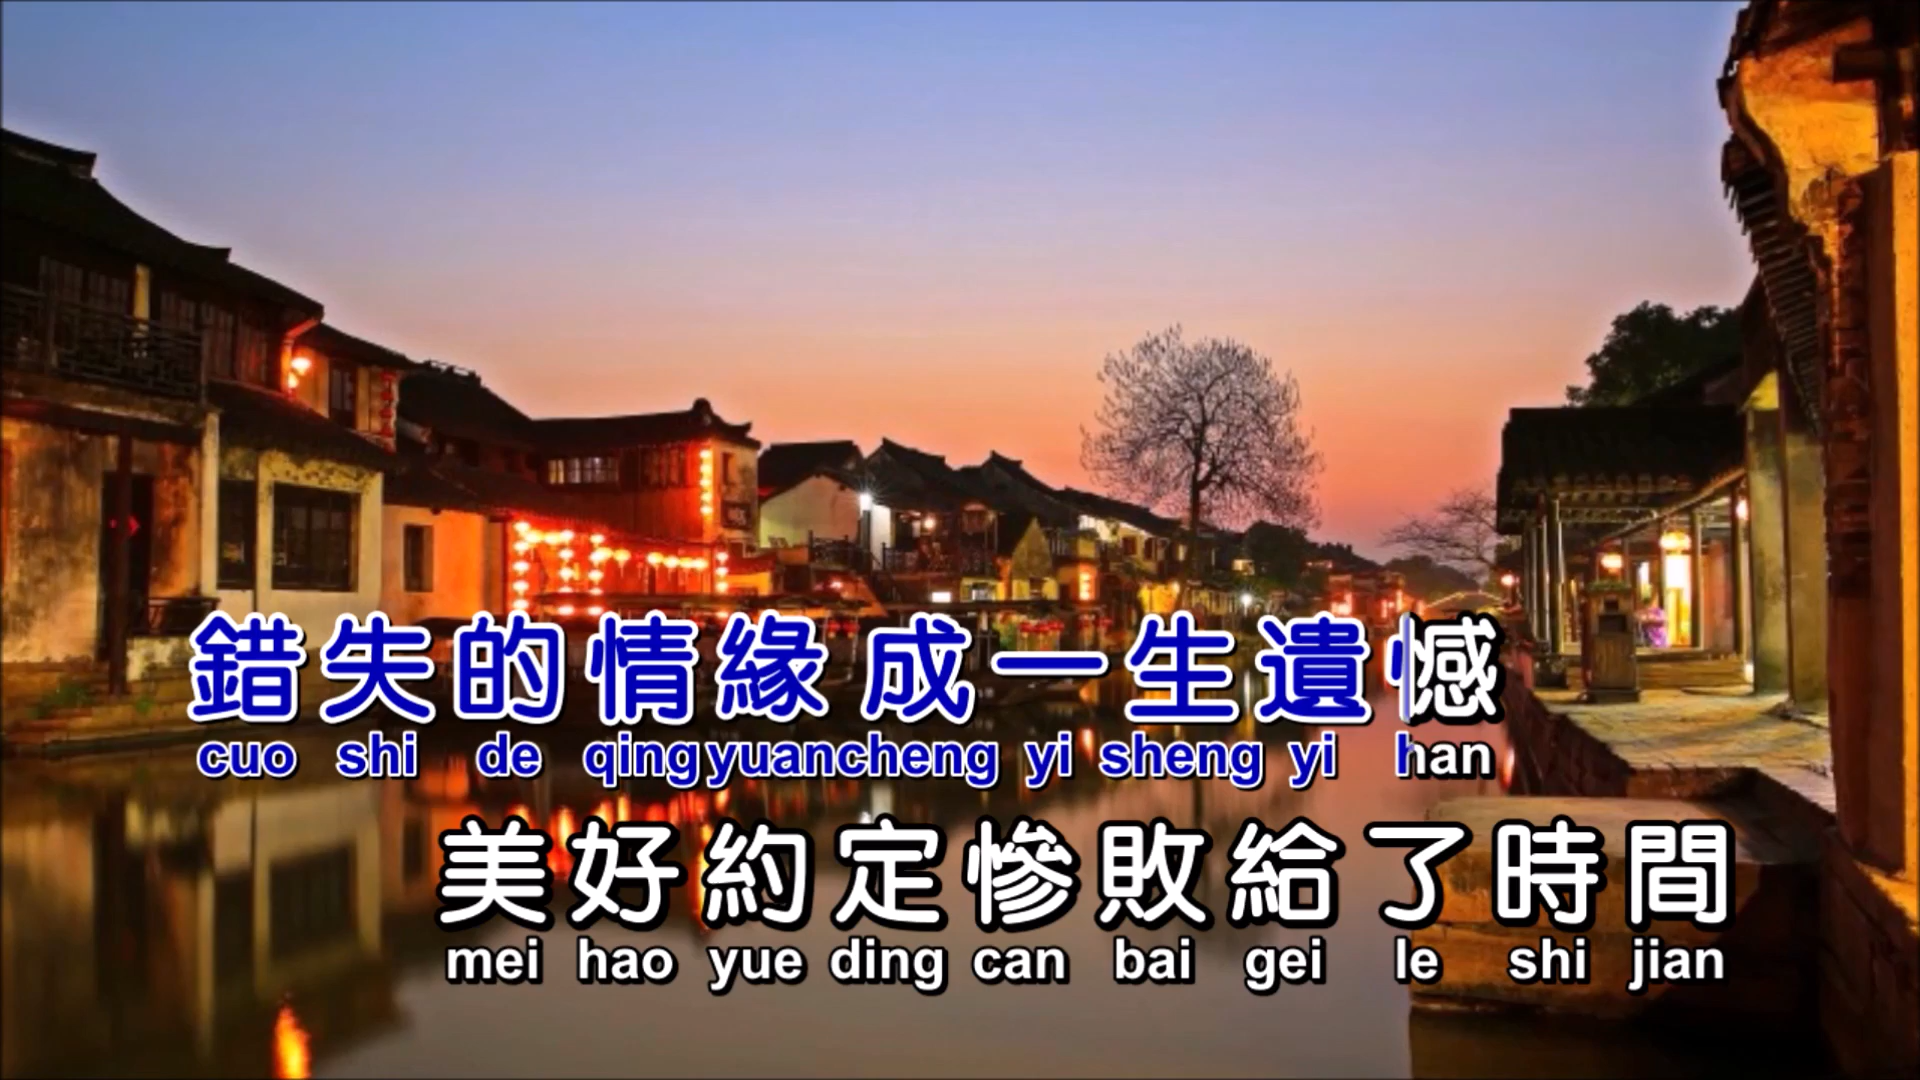 錯失的情緣 成一生遺憾
cuo shi de qing yuan cheng yi sheng yi han
美好約定慘敗給了時間
mei hao yue ding can bai gei le shi jian